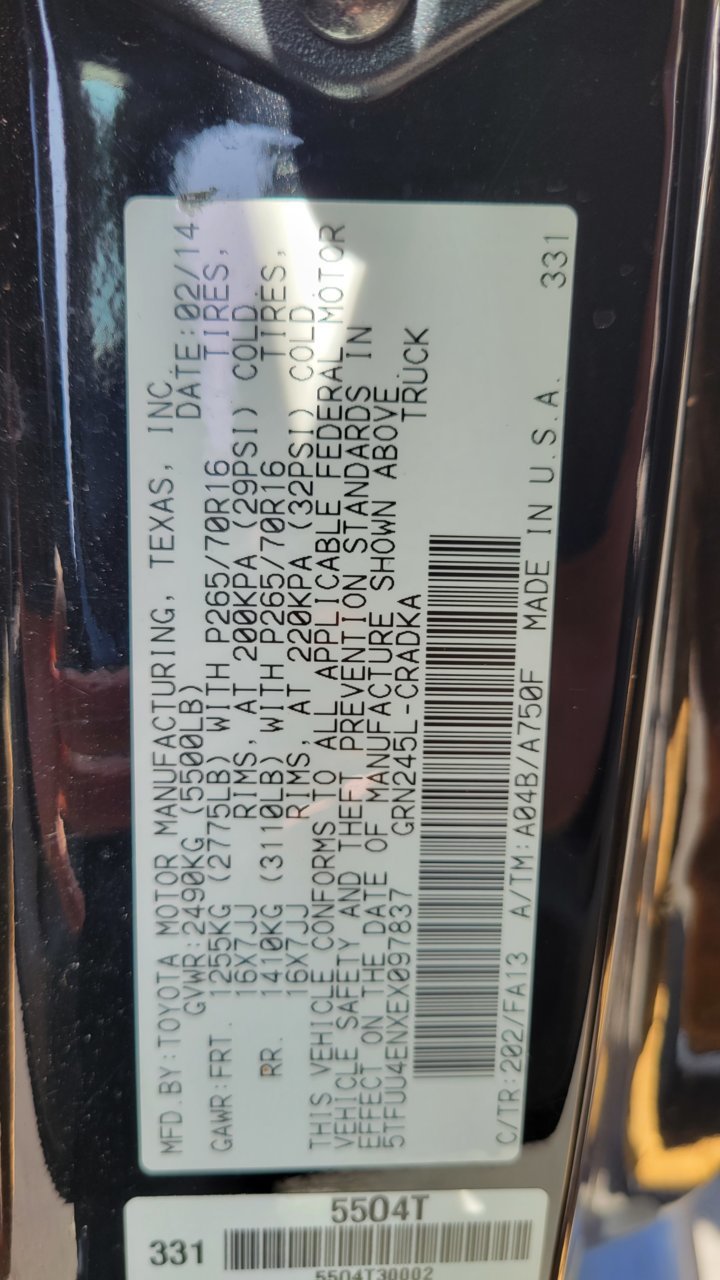 MFD.BY:TOYOTA MOTOR MANUFACTURING, TEXAS, INC.
GVWR:2490KG (5500LB) DATE:02/14
GAWR:FRT. 1255KG (2775LB) WITH P265/70R16 TIRES,
16X7JJ RIMS, AT 200KPA (29PSI) COLD.
RR. 1410KG (3110LB) WITH P265/70R16 TIRES,
16X7JJ RIMS, AT 220KPA (32PSI) COLD.
THIS VEHICLE CONFORMS TO ALL APPLICABLE FEDERAL MOTOR
VEHICLE SAFETY AND THEFT PREVENTION STANDARDS IN
EFFECT ON THE DATE OF MANUFACTURE SHOWN ABOVE.
5TFUU4ENXEX097837 GRN245L-CRADKA TRUCK
C/TR:202/FA13 A/TM:A04B/A750F MADE IN U.S.A. 331
5504T
331
5504T30002